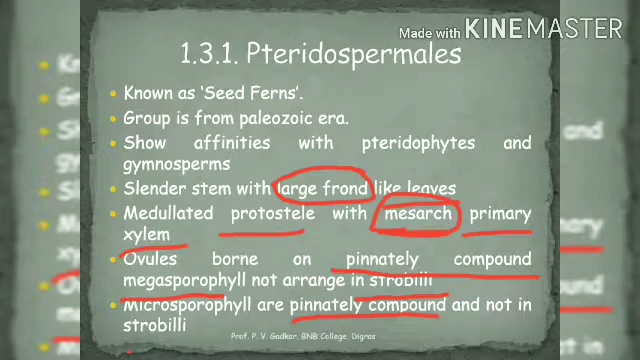 Made with KINEMASTER
1.3.1. Pteridospermales
Known as 'Seed Ferns'.
Group is from paleozoic era.
Show affinities with pteridophytes and
gymnosperms
Slender stem with large frond like leaves
Medullated protostele with mesarch primary
xylem
Ovules borne on pinnately compound
megasporophyll not arrange in strobilli
Microsporophyll are pinnately compound and not in
strobilli
Prof. P. V. Gadkar, BNB College, Digras